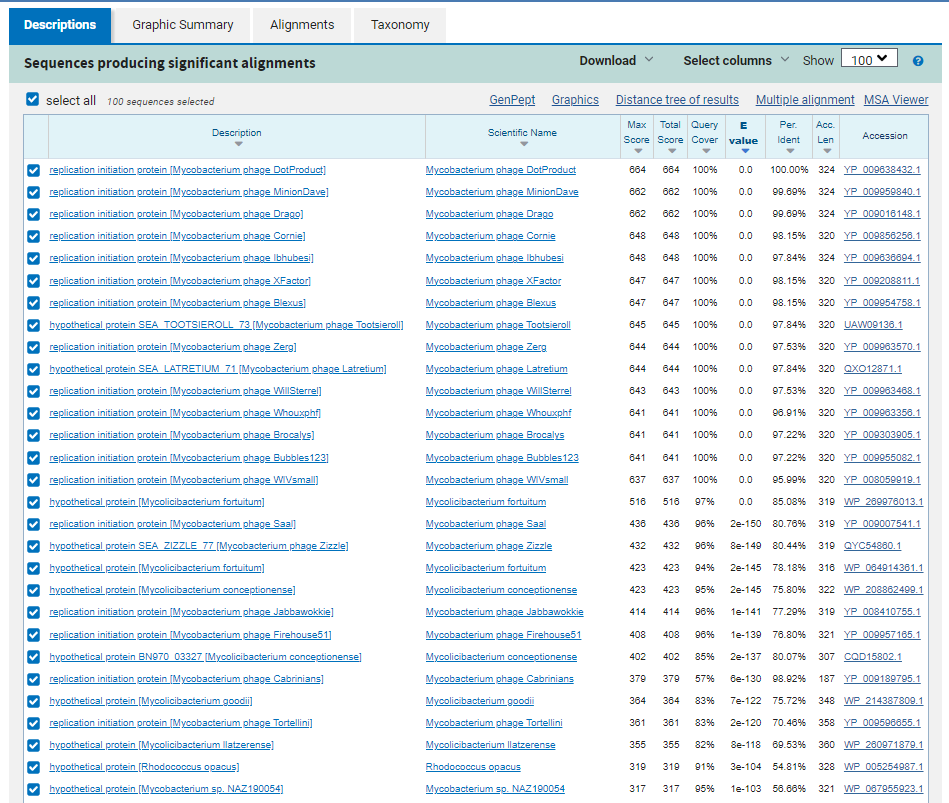 Descriptions Graphic Summary Alignments Taxonomy
Sequences producing significant alignments Download Select columns Show 100 ?
select all 100 sequences selected GenPept Graphics Distance tree of results Multiple alignment MSA Viewer
Description Scientific Name Max Score Total Score Query Cover E value Per. Ident Acc. Len Accession
replication initiation protein [Mycobacterium phage DotProduct] Mycobacterium phage DotProduct 664 664 100% 0.0 100.00% 324 YP_009638432.1
replication initiation protein [Mycobacterium phage MinionDave] Mycobacterium phage MinionDave 662 662 100% 0.0 99.69% 324 YP_009959840.1
replication initiation protein [Mycobacterium phage Drago] Mycobacterium phage Drago 662 662 100% 0.0 99.69% 324 YP_009016148.1
replication initiation protein [Mycobacterium phage Cornie] Mycobacterium phage Cornie 648 648 100% 0.0 98.15% 320 YP_009856256.1
replication initiation protein [Mycobacterium phage Ibhubesi] Mycobacterium phage Ibhubesi 648 648 100% 0.0 97.84% 324 YP_009636694.1
replication initiation protein [Mycobacterium phage XFactor] Mycobacterium phage XFactor 647 647 100% 0.0 98.15% 320 YP_009208811.1
replication initiation protein [Mycobacterium phage Blexus] Mycobacterium phage Blexus 647 647 100% 0.0 98.15% 320 YP_009954758.1
hypothetical protein SEA_TOOTSIEROLL_73 [Mycobacterium phage Tootsieroll] Mycobacterium phage Tootsieroll 645 645 100% 0.0 97.84% 320 UAW09136.1
replication initiation protein [Mycobacterium phage Zerg] Mycobacterium phage Zerg 644 644 100% 0.0 97.53% 320 YP_009963570.1
hypothetical protein SEA_LATRETIUM_71 [Mycobacterium phage Latretium] Mycobacterium phage Latretium 644 644 100% 0.0 97.84% 320 QXO12871.1
replication initiation protein [Mycobacterium phage WillSterrel] Mycobacterium phage WillSterrel 643 643 100% 0.0 97.53% 320 YP_009963468.1
replication initiation protein [Mycobacterium phage Whouxphf] Mycobacterium phage Whouxphf 641 641 100% 0.0 96.91% 320 YP_009963356.1
replication initiation protein [Mycobacterium phage Brocalys] Mycobacterium phage Brocalys 641 641 100% 0.0 97.22% 320 YP_009303905.1
replication initiation protein [Mycobacterium phage Bubbles123] Mycobacterium phage Bubbles123 641 641 100% 0.0 97.22% 320 YP_009955082.1
replication initiation protein [Mycobacterium phage WIVsmall] Mycobacterium phage WIVsmall 637 637 100% 0.0 95.99% 320 YP_008059919.1
hypothetical protein [Mycolicibacterium fortuitum] Mycolicibacterium fortuitum 516 516 97% 0.0 85.08% 319 WP_269976013.1
replication initiation protein [Mycobacterium phage Saal] Mycobacterium phage Saal 436 436 96% 2e-150 80.76% 319 YP_009007541.1
hypothetical protein SEA_ZIZZLE_77 [Mycobacterium phage Zizzle] Mycobacterium phage Zizzle 432 432 96% 8e-149 80.44% 319 QYC54860.1
hypothetical protein [Mycolicibacterium fortuitum] Mycolicibacterium fortuitum 423 423 94% 2e-145 78.18% 316 WP_064914361.1
hypothetical protein [Mycolicibacterium conceptionense] Mycolicibacterium conceptionense 423 423 95% 2e-145 75.80% 322 WP_208862499.1
replication initiation protein [Mycobacterium phage Jabbawokkie] Mycobacterium phage Jabbawokkie 414 414 96% 1e-141 77.29% 319 YP_008410755.1
replication initiation protein [Mycobacterium phage Firehouse51] Mycobacterium phage Firehouse51 408 408 96% 1e-139 76.80% 321 YP_009957165.1
hypothetical protein BN970_03327 [Mycolicibacterium conceptionense] Mycolicibacterium conceptionense 402 402 85% 2e-137 80.07% 307 CQD15802.1
replication initiation protein [Mycobacterium phage Cabrinians] Mycobacterium phage Cabrinians 379 379 57% 6e-130 98.92% 187 YP_009189795.1
hypothetical protein [Mycolicibacterium goodii] Mycolicibacterium goodii 364 364 83% 7e-122 75.72% 348 WP_214387809.1
replication initiation protein [Mycobacterium phage Tortellini] Mycobacterium phage Tortellini 361 361 83% 2e-120 70.46% 358 YP_009596655.1
hypothetical protein [Mycolicibacterium llatzerense] Mycolicibacterium llatzerense 355 355 82% 8e-118 69.53% 360 WP_260971879.1
hypothetical protein [Rhodococcus opacus] Rhodococcus opacus 319 319 91% 3e-104 54.81% 328 WP_005254987.1
hypothetical protein [Mycobacterium sp. NAZ190054] Mycobacterium sp. NAZ190054 317 317 95% 1e-103 56.66% 321 WP_067955923.1